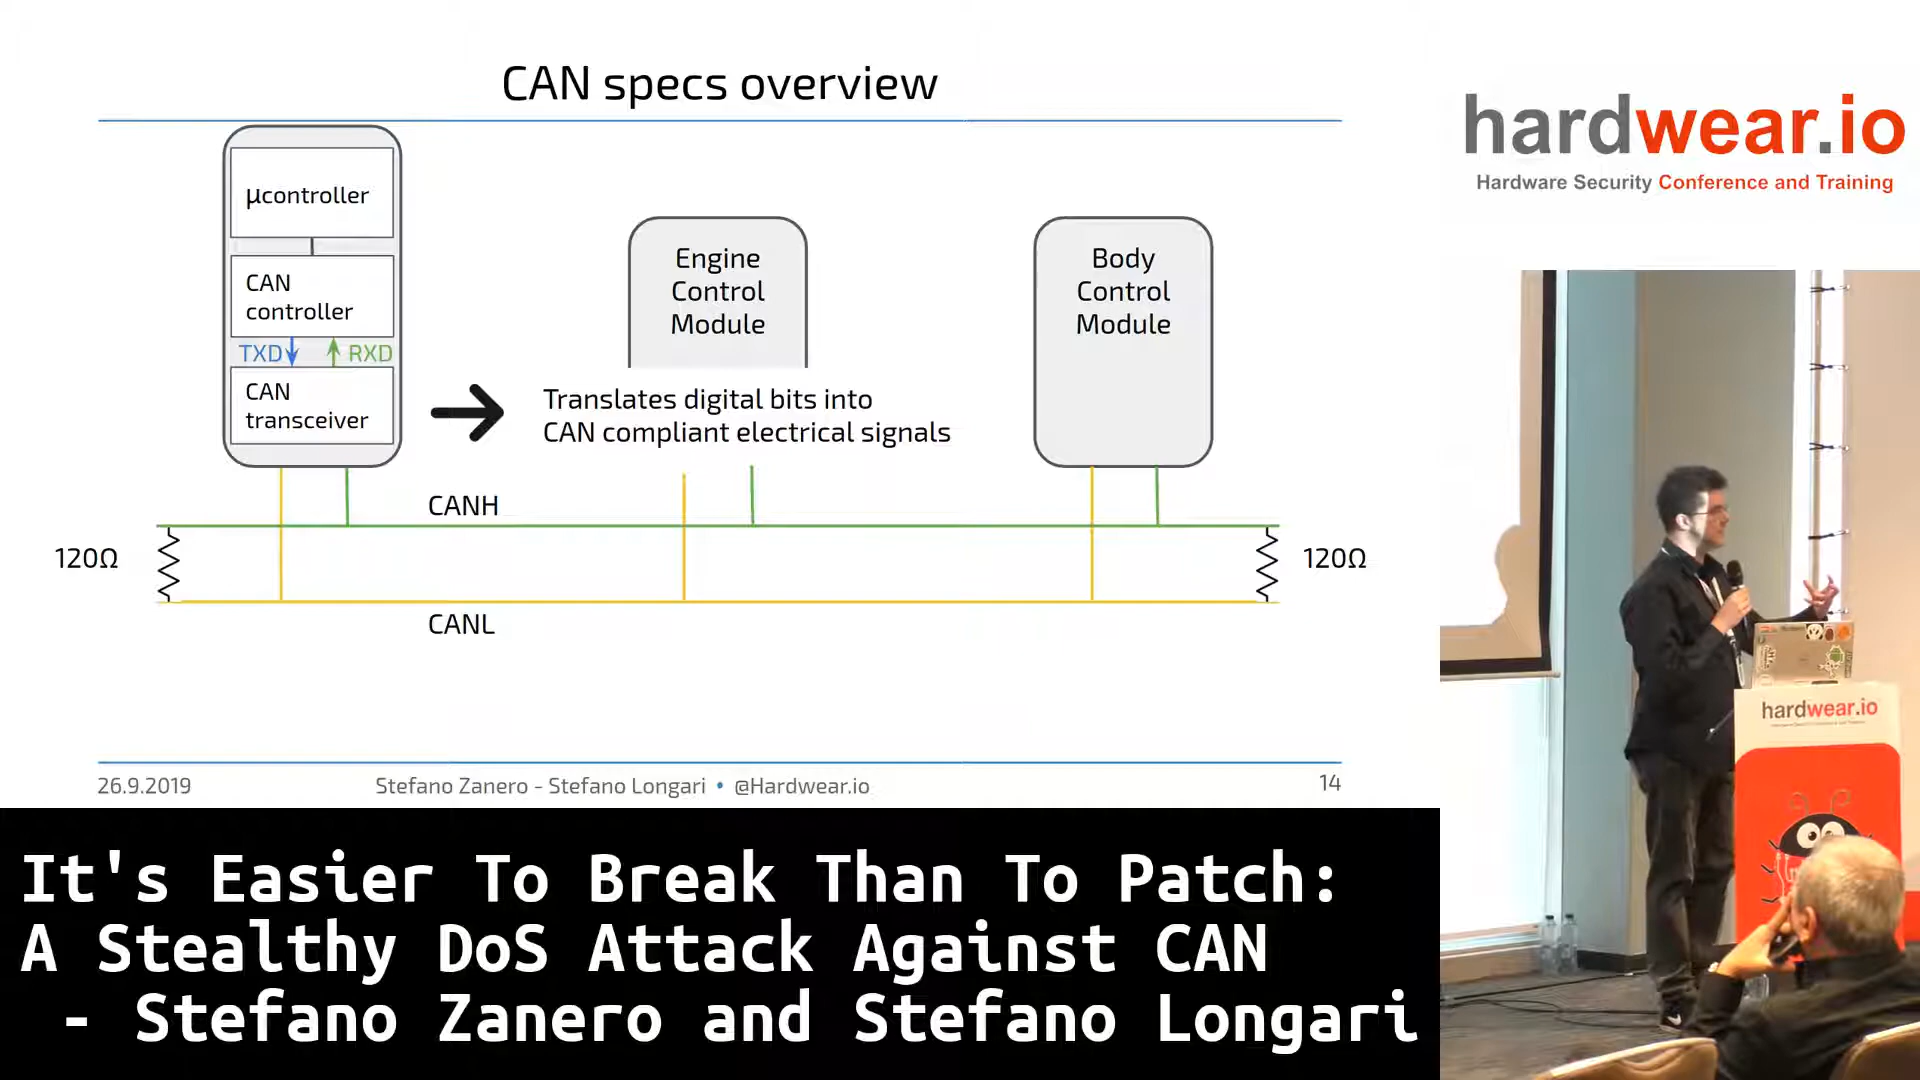 CAN specs overview
µcontroller
CAN
controller
TXD
RXD
CAN
transceiver
Engine
Control
Module
Body
Control
Module
Translates digital bits into
CAN compliant electrical signals
CANH
120Ω
120Ω
CANL
26.9.2019
Stefano Zanero - Stefano Longari • @Hardwear.io
14
hardwear.io
Hardware Security Conference and Training
hardwear.io
It's Easier To Break Than To Patch:
A Stealthy DoS Attack Against CAN
- Stefano Zanero and Stefano Longari